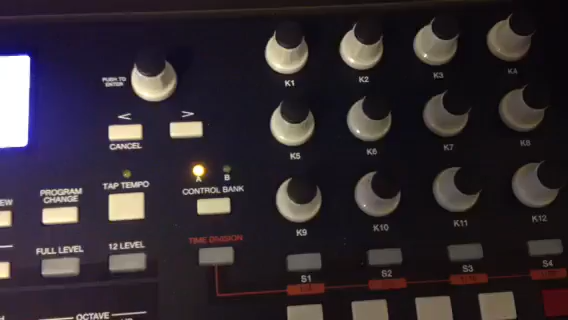 PUSH TO
ENTER
K1
K2
K3
K4
<
>
CANCEL
K5
K6
K7
K8
A
B
PROGRAM
CHANGE
TAP TEMPO
CONTROL BANK
K9
K10
K11
K12
FULL LEVEL
12 LEVEL
TIME DIVISION
S1
S2
S3
S4
OCTAVE